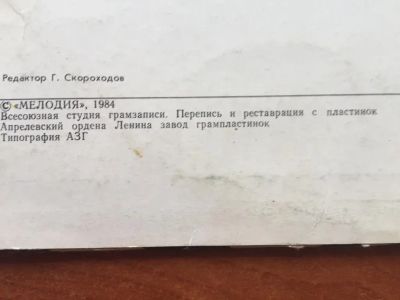 Редактор Г. Скороходов
© «МЕЛОДИЯ», 1984
Всесоюзная студия грамзаписи. Перепись и реставрация с пластинок
Апрелевский ордена Ленина завод грампластинок
Типография АЗГ